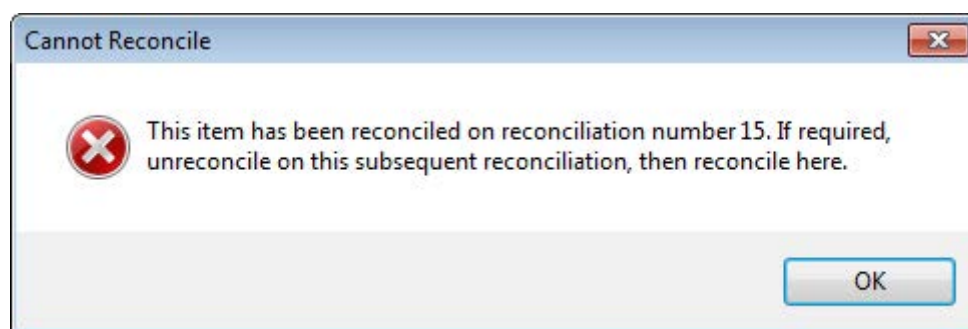 Cannot Reconcile
This item has been reconciled on reconciliation number 15. If required,
unreconcile on this subsequent reconciliation, then reconcile here.
OK